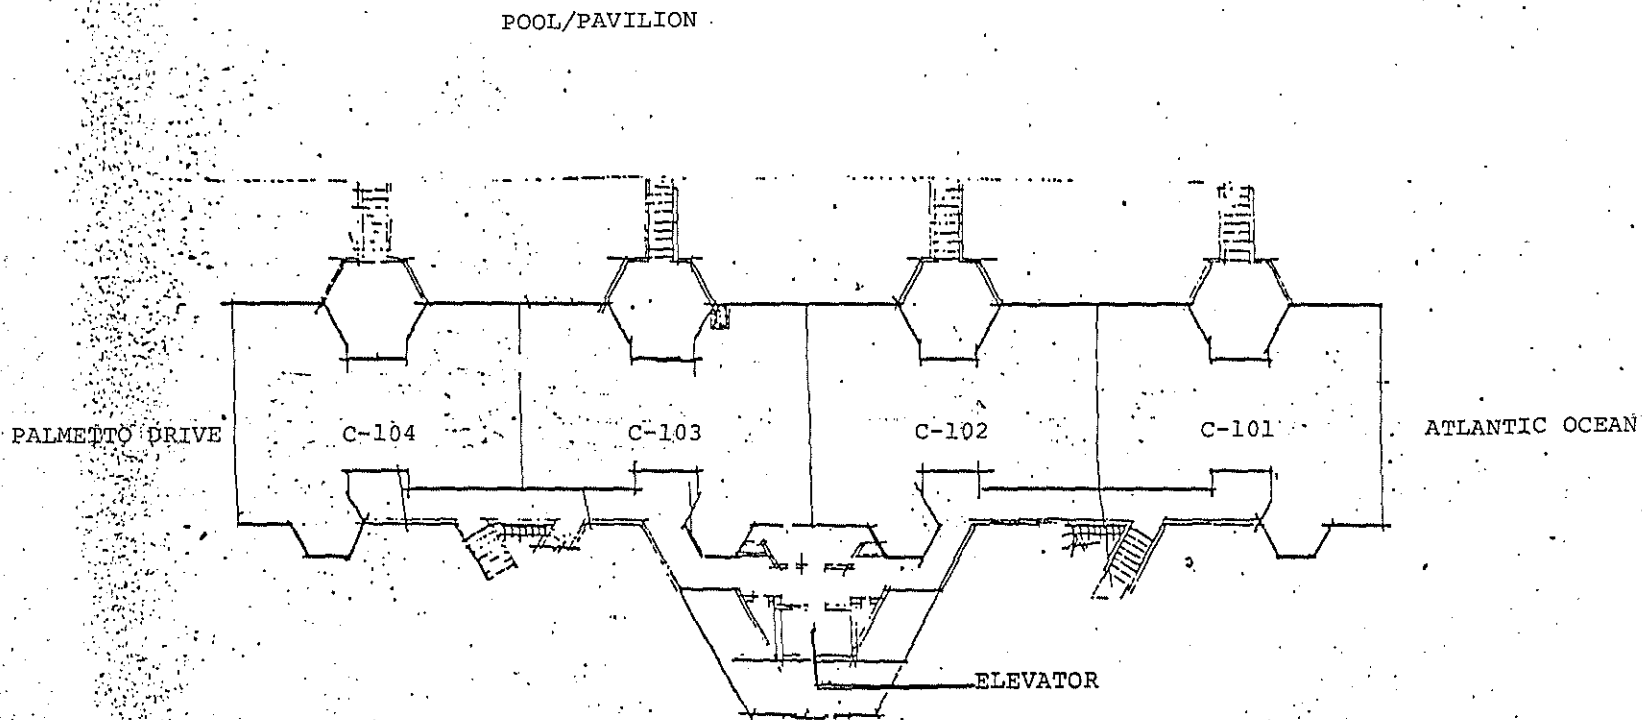 POOL/PAVILION
PALMETTO DRIVE
C-104
C-103
C-102
C-101
ATLANTIC OCEAN
ELEVATOR